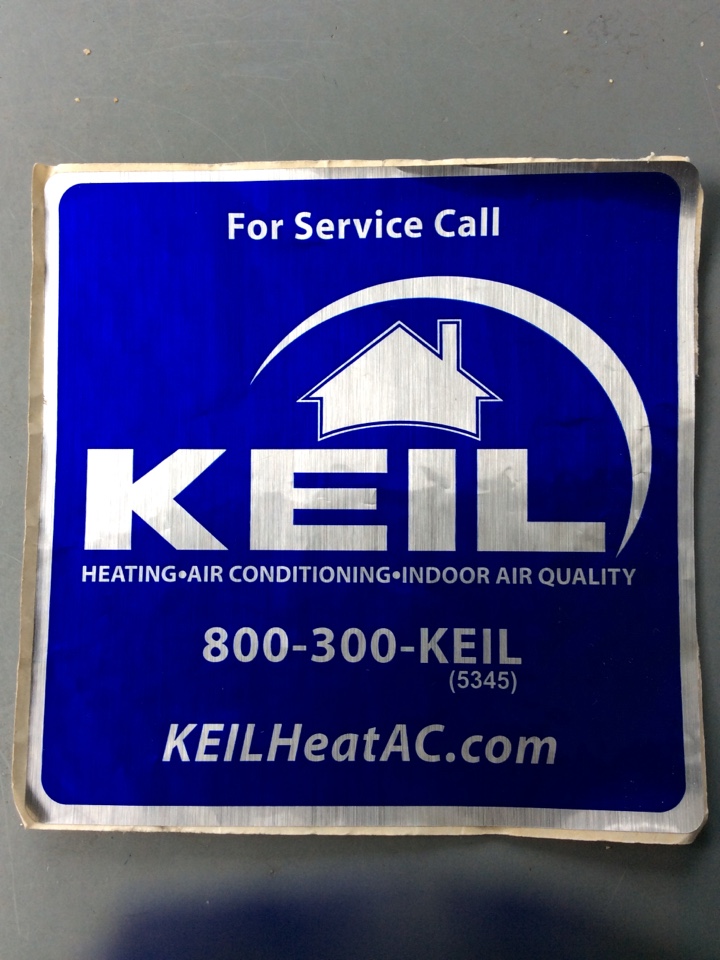 For Service Call
KEIL
HEATING•AIR CONDITIONING•INDOOR AIR QUALITY
800-300-KEIL
(5345)
KEILHeatAC.com